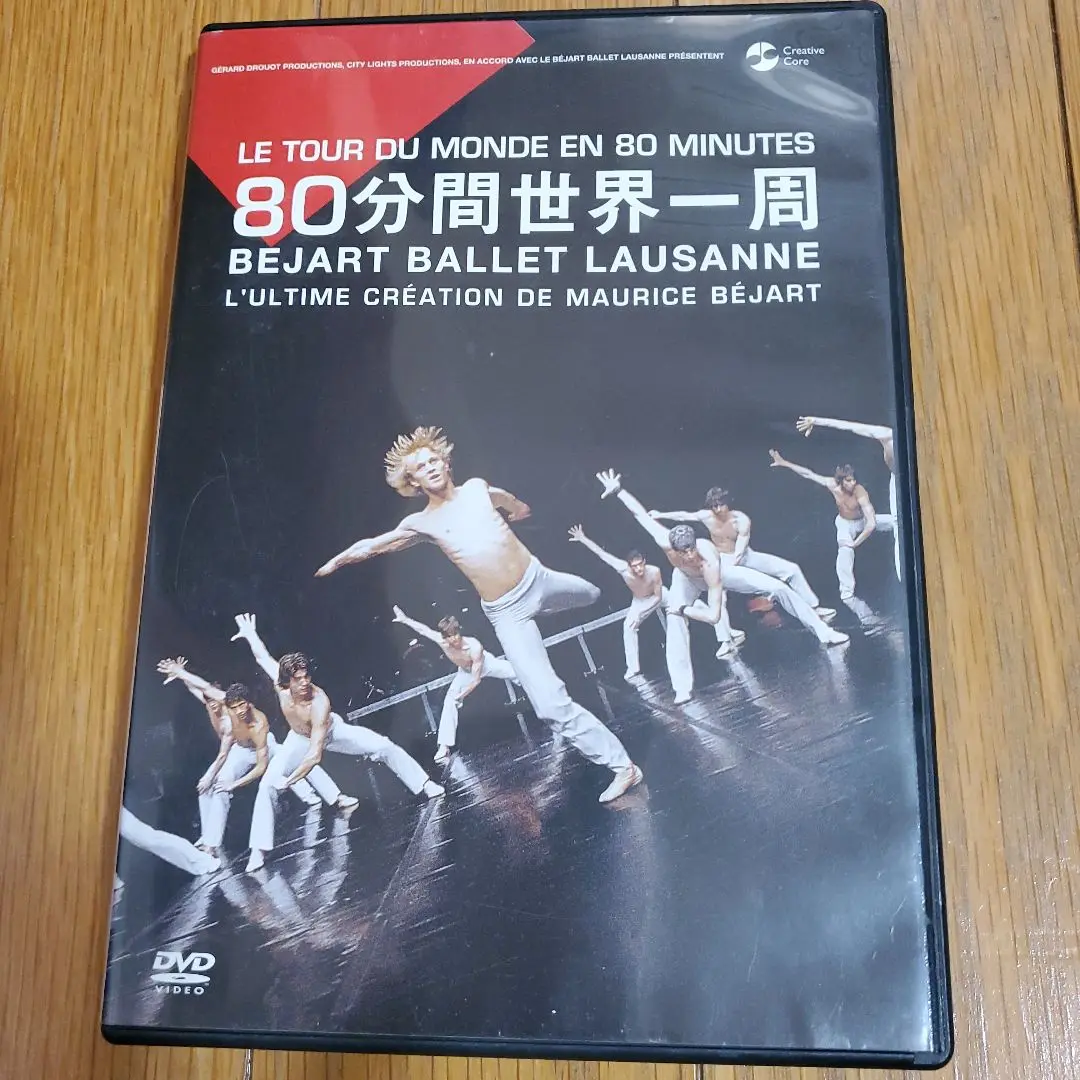 GÉRARD DROUOT PRODUCTIONS, CITY LIGHTS PRODUCTIONS, EN ACCORD AVEC LE BÉJART BALLET LAUSANNE PRÉSENTENT
Creative
Core
LE TOUR DU MONDE EN 80 MINUTES
80分間世界一周
BEJART BALLET LAUSANNE
L'ULTIME CRÉATION DE MAURICE BÉJART
DVD
VIDEO